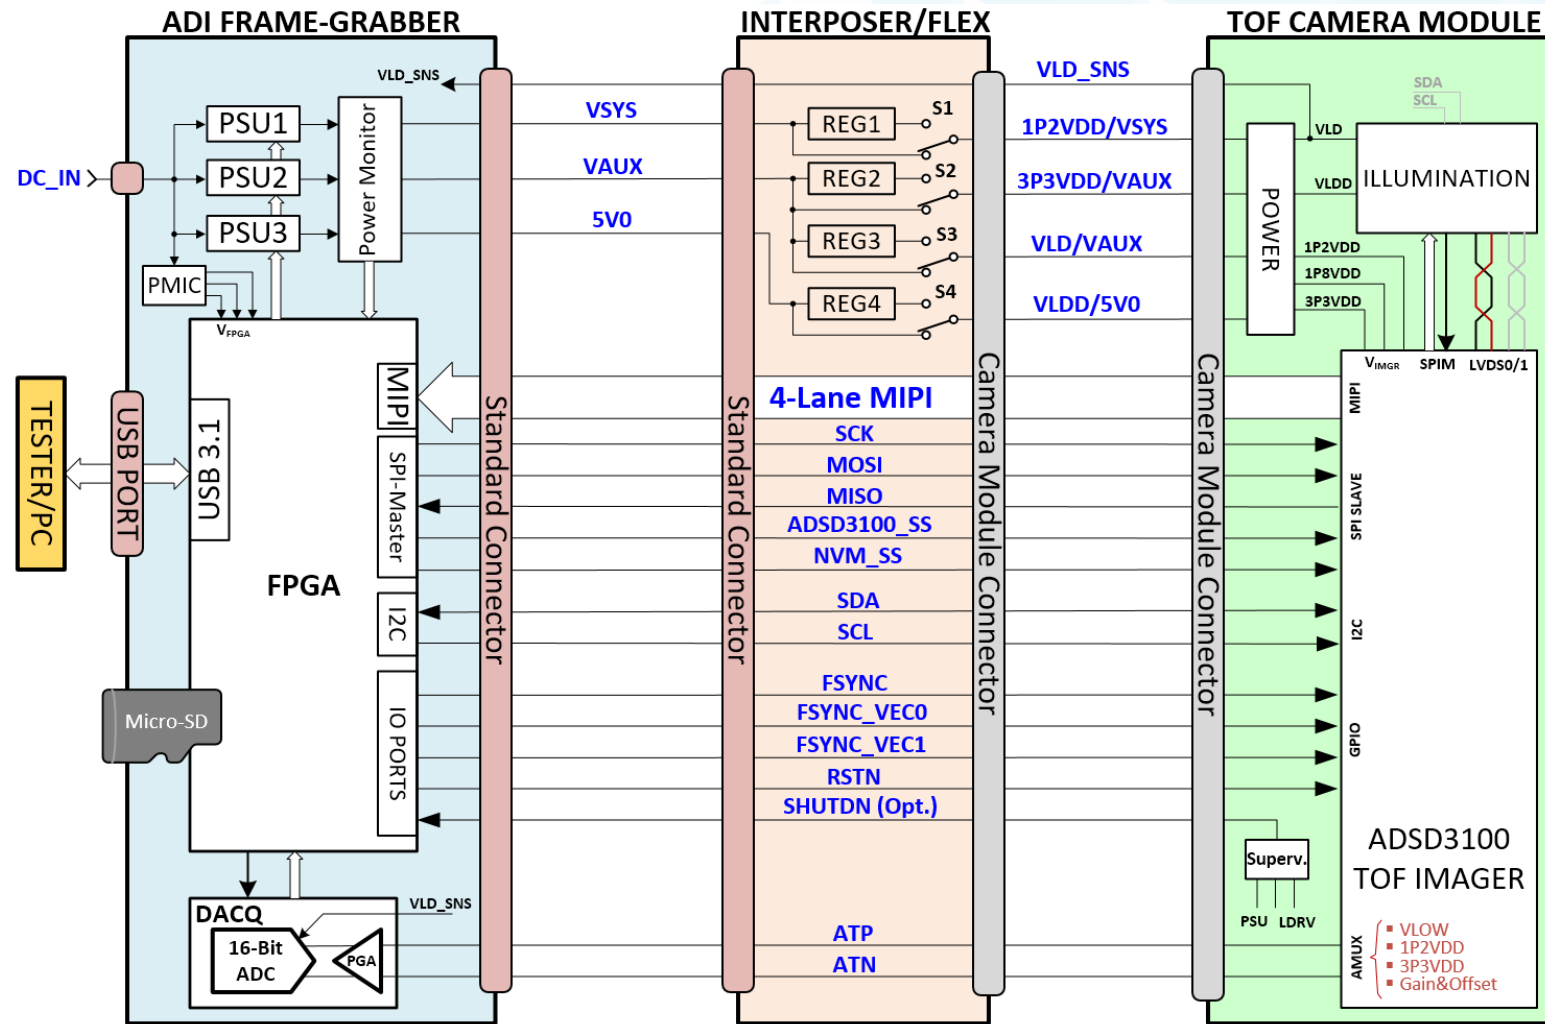 ADI FRAME-GRABBER
INTERPOSER/FLEX
TOF CAMERA MODULE
VLD_SNS
VLD_SNS
SDA
SCL
VSYS
S1
PSU1
REG1
1P2VDD/VSYS
VLD
DC_IN
PSU2
VAUX
REG2
S2
3P3VDD/VAUX
VLDD
ILLUMINATION
PSU3
Power Monitor
5V0
REG3
S3
VLD/VAUX
POWER
1P2VDD
PMIC
REG4
S4
VLDD/5V0
1P8VDD
3P3VDD
VFPGA
VIMGR
SPIM
LVDS0/1
MIPI
4-Lane MIPI
MIPI
TESTER/PC
USB PORT
USB 3.1
SPI-Master
Standard Connector
Standard Connector
Camera Module Connector
Camera Module Connector
SCK
MOSI
MISO
SPI SLAVE
ADSD3100_SS
NVM_SS
FPGA
I2C
SDA
SCL
I2C
Micro-SD
IO PORTS
FSYNC
FSYNC_VEC0
FSYNC_VEC1
GPIO
RSTN
SHUTDN (Opt.)
ADSD3100
TOF IMAGER
Superv.
PSU
LDRV
DACQ
VLD_SNS
16-Bit
ADC
PGA
ATP
ATN
AMUX
▪ VLOW
▪ 1P2VDD
▪ 3P3VDD
▪ Gain&Offset